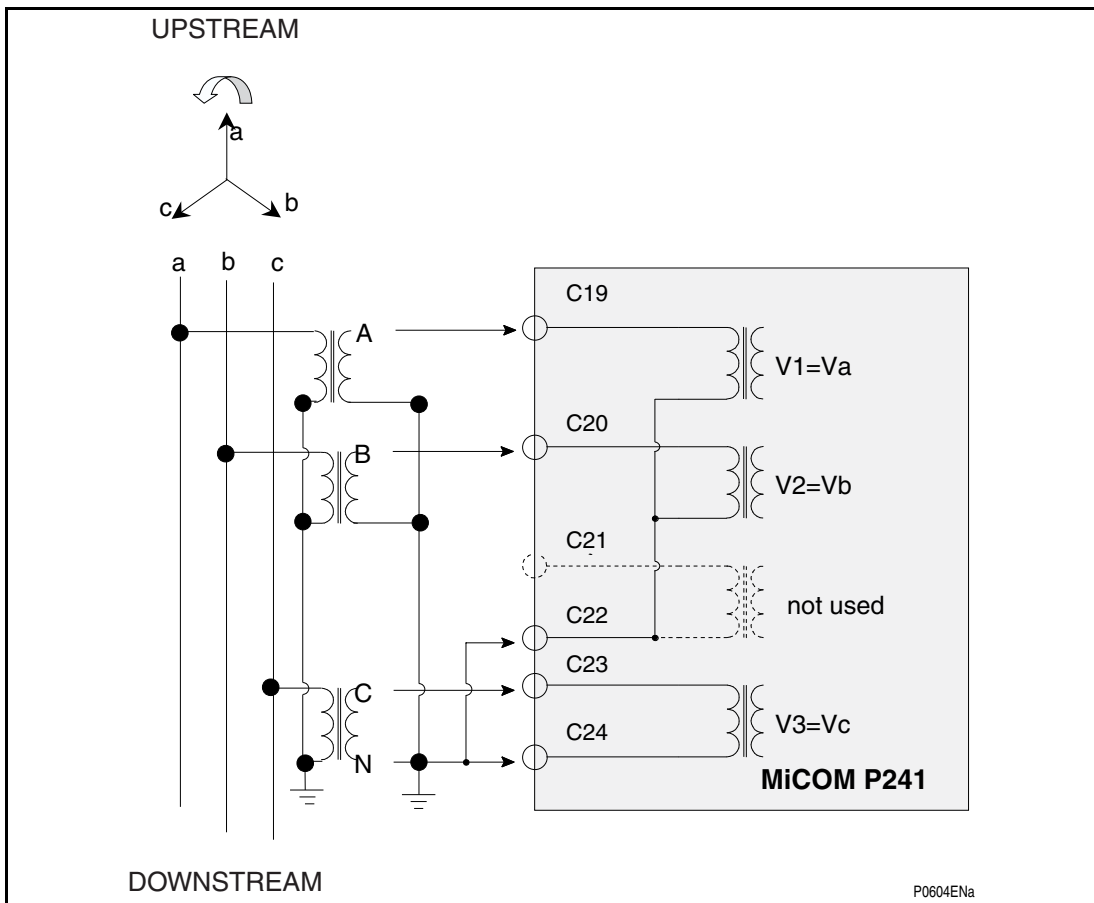 UPSTREAM
a
c
b
a b c
C19
A
V1=Va
C20
B
V2=Vb
C21
not used
C22
C23
C
V3=Vc
C24
N
MiCOM P241
DOWNSTREAM
P0604ENa